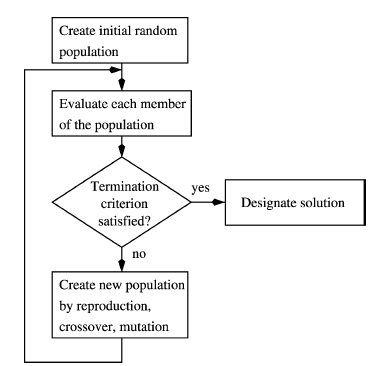 Create initial random
population
Evaluate each member
of the population
Termination
criterion
satisfied?
yes
Designate solution
no
Create new population
by reproduction,
crossover, mutation